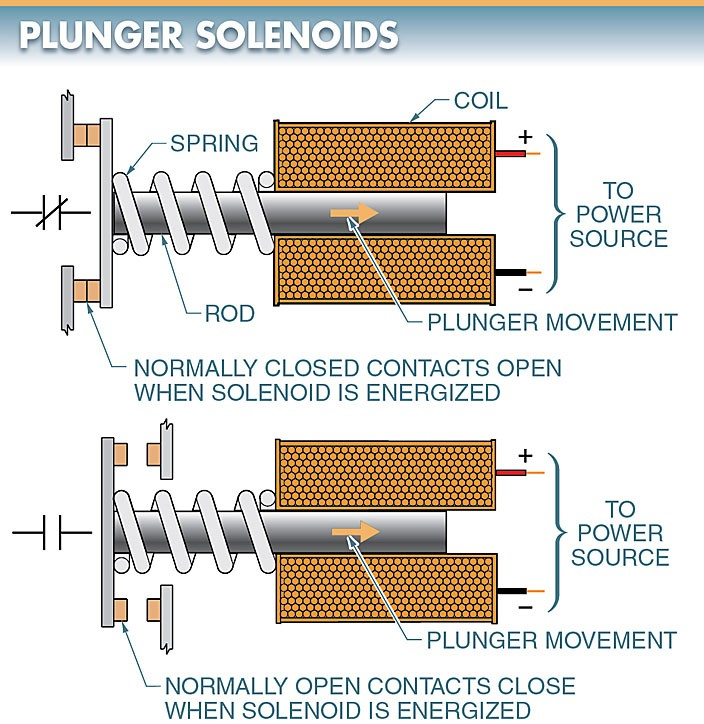 PLUNGER SOLENOIDS
COIL
SPRING
+
TO
POWER
SOURCE
–
ROD
PLUNGER MOVEMENT
NORMALLY CLOSED CONTACTS OPEN
WHEN SOLENOID IS ENERGIZED
+
TO
POWER
SOURCE
–
PLUNGER MOVEMENT
NORMALLY OPEN CONTACTS CLOSE
WHEN SOLENOID IS ENERGIZED